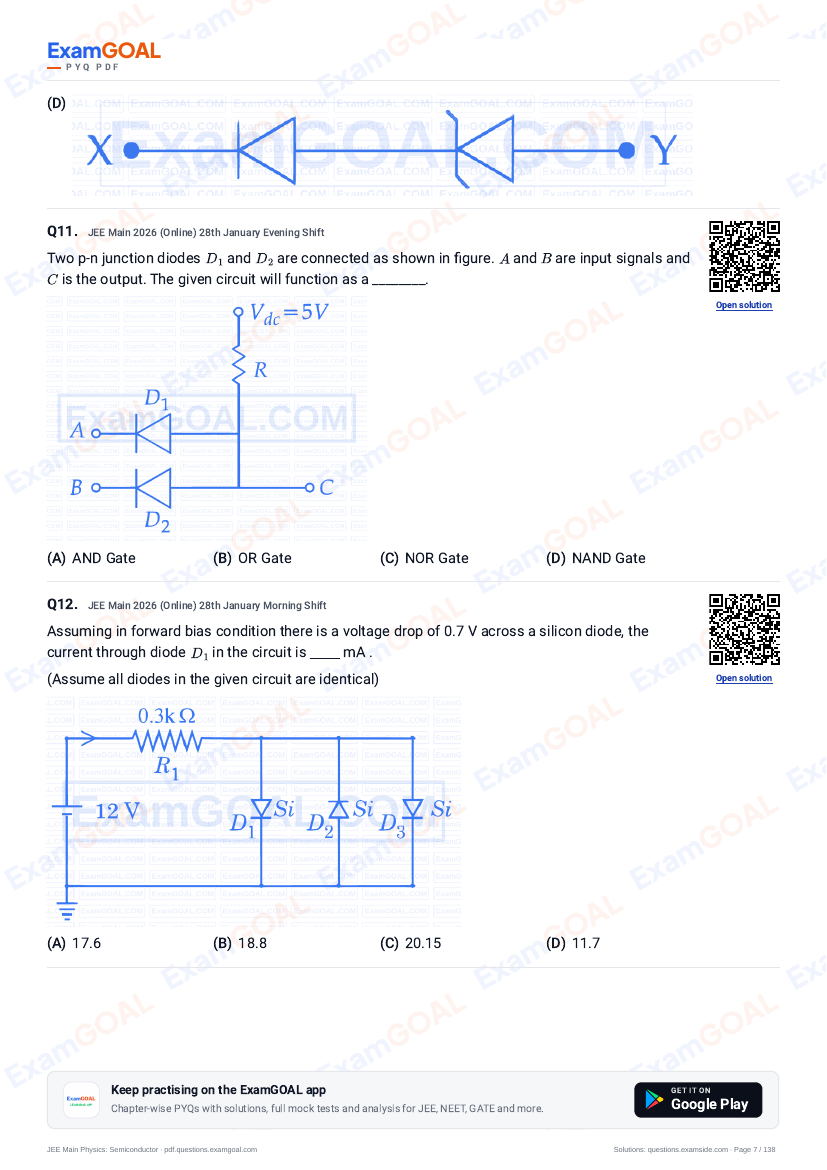 ExamGOAL
PYQ PDF
(D)
X Y
Q11. JEE Main 2026 (Online) 28th January Evening Shift
Two p-n junction diodes D₁ and D₂ are connected as shown in figure. A and B are input signals and
C is the output. The given circuit will function as a ________.
Open solution
V_dc = 5V
R
D₁
A
B
C
D₂
(A) AND Gate (B) OR Gate (C) NOR Gate (D) NAND Gate
Q12. JEE Main 2026 (Online) 28th January Morning Shift
Assuming in forward bias condition there is a voltage drop of 0.7 V across a silicon diode, the
current through diode D₁ in the circuit is ____ mA .
(Assume all diodes in the given circuit are identical)
Open solution
0.3k Ω
R₁
12 V
D₁ Si D₂ Si D₃ Si
(A) 17.6 (B) 18.8 (C) 20.15 (D) 11.7
ExamGOAL
Keep practising on the ExamGOAL app
Chapter-wise PYQs with solutions, full mock tests and analysis for JEE, NEET, GATE and more.
GET IT ON
Google Play
JEE Main Physics: Semiconductor · pdf.questions.examgoal.com
Solutions: questions.examside.com · Page 7 / 138